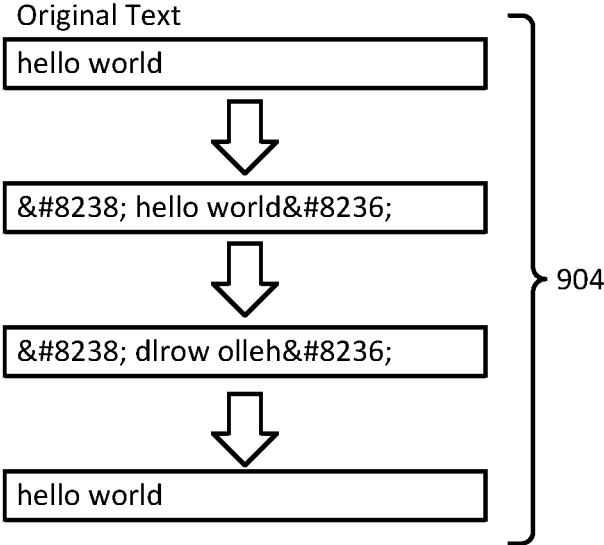 Original Text
hello world
&#8238; hello world&#8236;
&#8238; dlrow olleh&#8236;
904
hello world